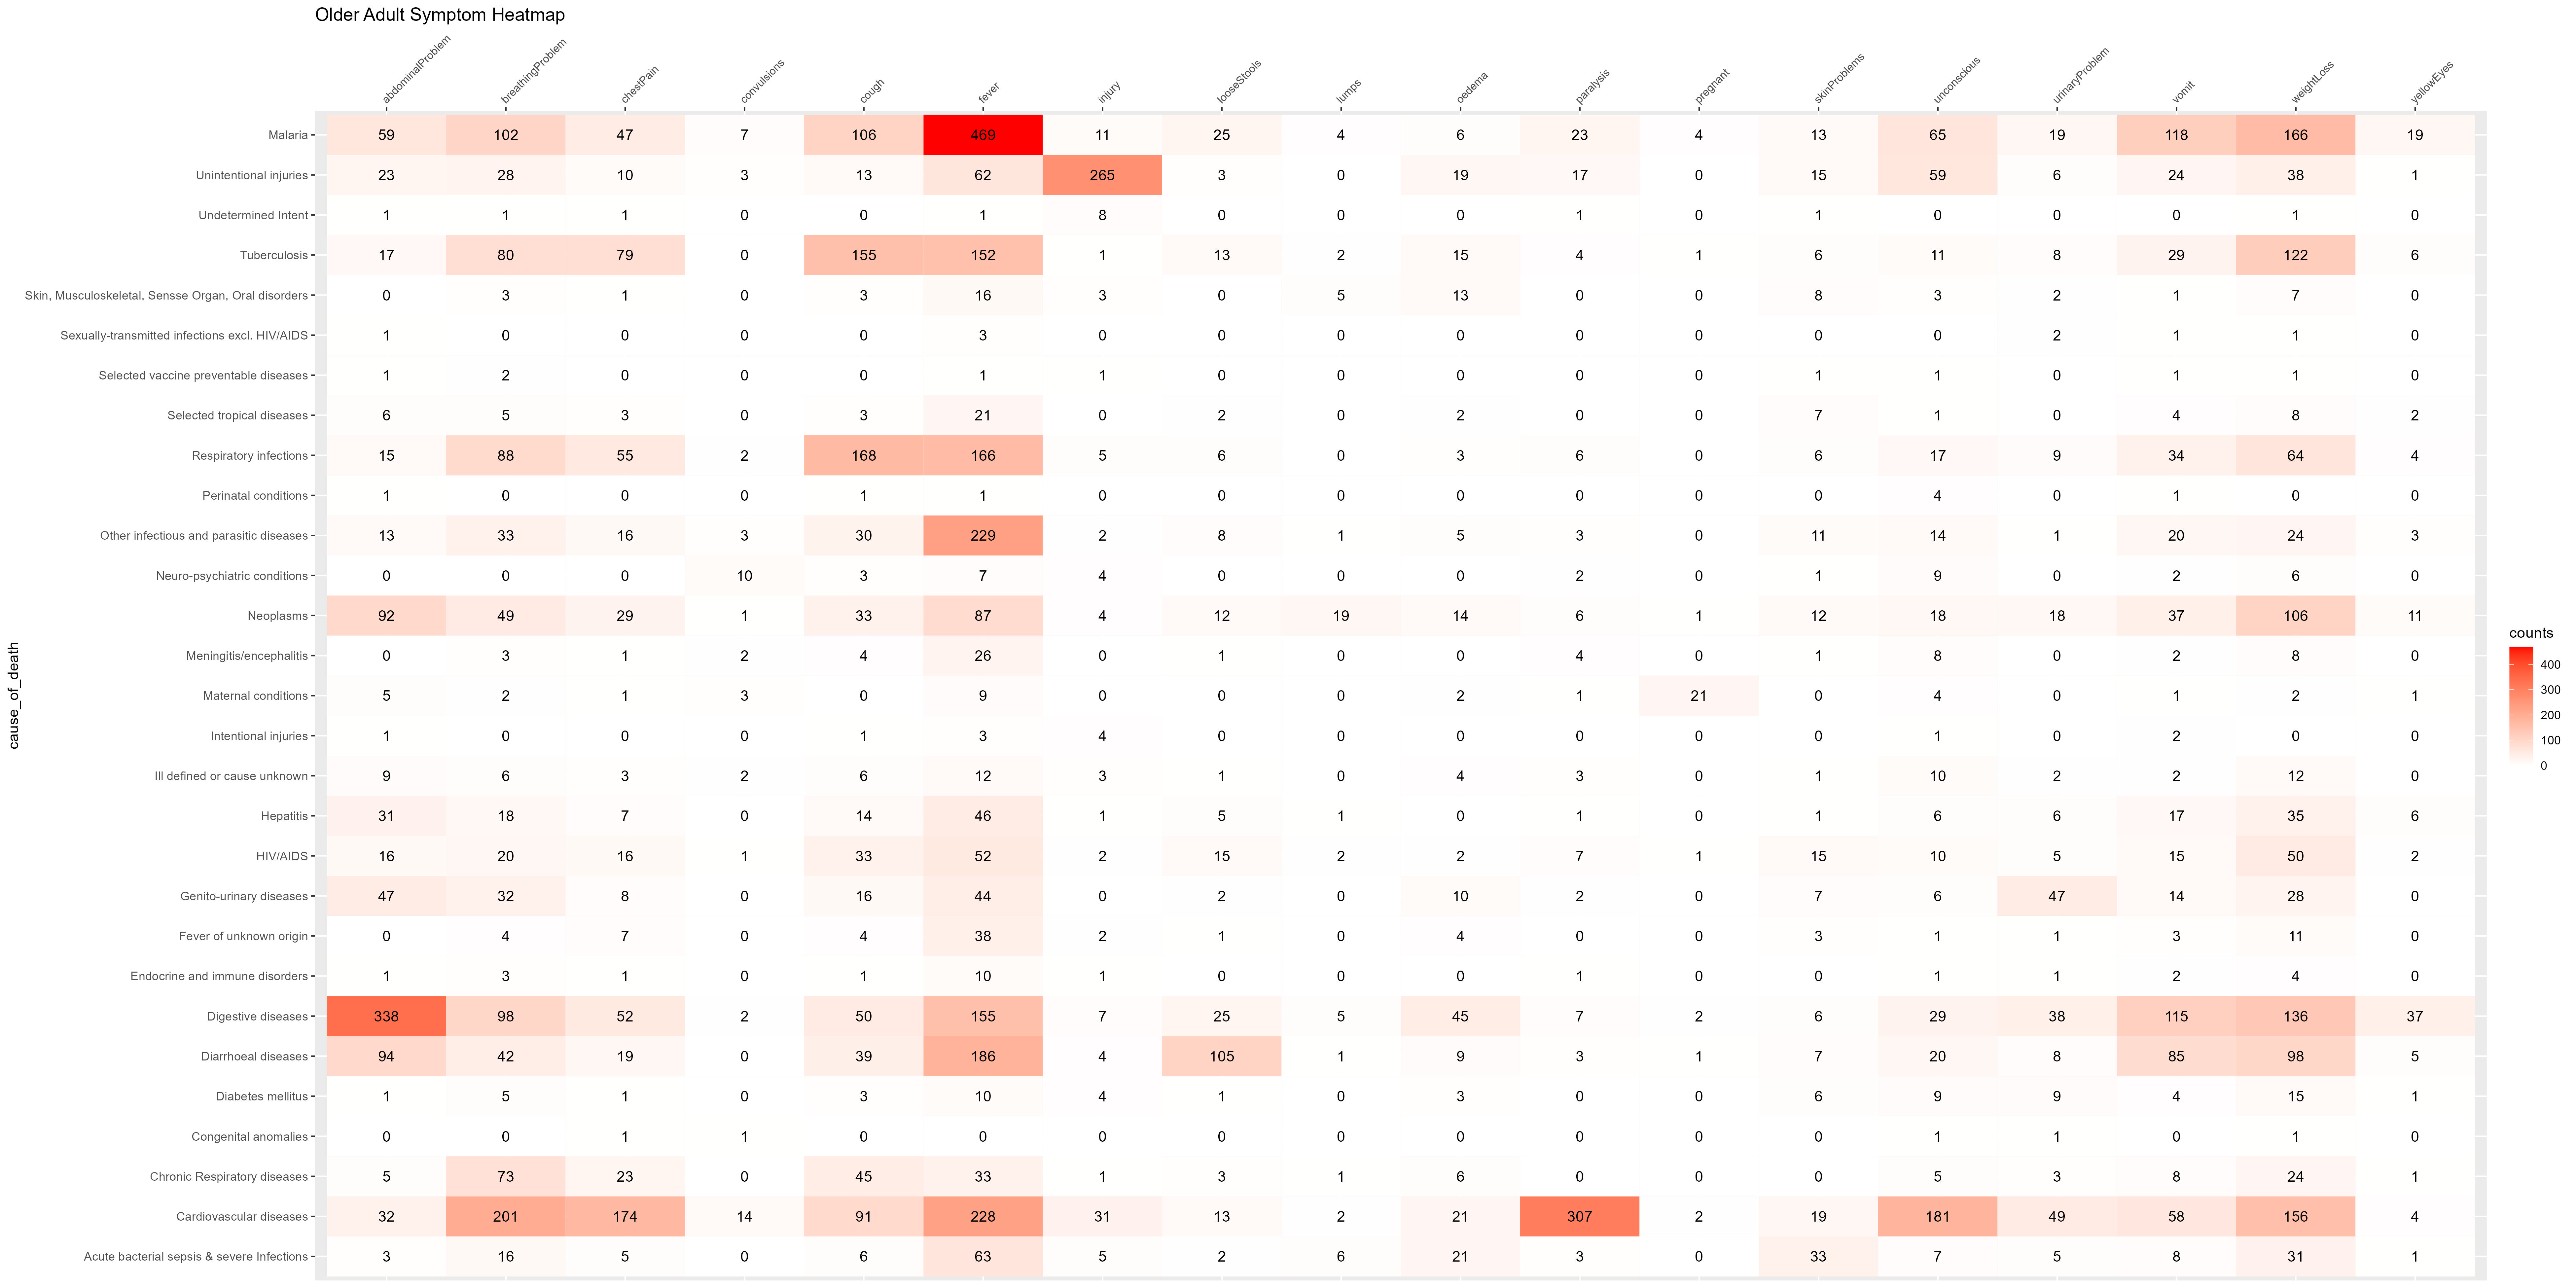 Older Adult Symptom Heatmap
abdominalProblem breathingProblem chestPain convulsions cough fever injury looseStools lumps oedema paralysis pregnant skinProblems unconscious urinaryProblem vomit weightLoss yellowEyes
Malaria 59 102 47 7 106 469 11 25 4 6 23 4 13 65 19 118 166 19
Unintentional injuries 23 28 10 3 13 62 265 3 0 19 17 0 15 59 6 24 38 1
Undetermined Intent 1 1 1 0 0 1 8 0 0 0 1 0 1 0 0 0 1 0
Tuberculosis 17 80 79 0 155 152 1 13 2 15 4 1 6 11 8 29 122 6
Skin, Musculoskeletal, Sensse Organ, Oral disorders 0 3 1 0 3 16 3 0 5 13 0 0 8 3 2 1 7 0
Sexually-transmitted infections excl. HIV/AIDS 1 0 0 0 0 3 0 0 0 0 0 0 0 0 2 1 1 0
Selected vaccine preventable diseases 1 2 0 0 0 1 1 0 0 0 0 0 1 1 0 1 1 0
Selected tropical diseases 6 5 3 0 3 21 0 2 0 2 0 0 7 1 0 4 8 2
Respiratory infections 15 88 55 2 168 166 5 6 0 3 6 0 6 17 9 34 64 4
Perinatal conditions 1 0 0 0 1 1 0 0 0 0 0 0 0 4 0 1 0 0
Other infectious and parasitic diseases 13 33 16 3 30 229 2 8 1 5 3 0 11 14 1 20 24 3
Neuro-psychiatric conditions 0 0 0 10 3 7 4 0 0 0 2 0 1 9 0 2 6 0
Neoplasms 92 49 29 1 33 87 4 12 19 14 6 1 12 18 18 37 106 11
Meningitis/encephalitis 0 3 1 2 4 26 0 1 0 0 4 0 1 8 0 2 8 0
Maternal conditions 5 2 1 3 0 9 0 0 0 2 1 21 0 4 0 1 2 1
Intentional injuries 1 0 0 0 1 3 4 0 0 0 0 0 0 1 0 2 0 0
Ill defined or cause unknown 9 6 3 2 6 12 3 1 0 4 3 0 1 10 2 2 12 0
Hepatitis 31 18 7 0 14 46 1 5 1 0 1 0 1 6 6 17 35 6
HIV/AIDS 16 20 16 1 33 52 2 15 2 2 7 1 15 10 5 15 50 2
Genito-urinary diseases 47 32 8 0 16 44 0 2 0 10 2 0 7 6 47 14 28 0
Fever of unknown origin 0 4 7 0 4 38 2 1 0 4 0 0 3 1 1 3 11 0
Endocrine and immune disorders 1 3 1 0 1 10 1 0 0 0 1 0 0 1 1 2 4 0
Digestive diseases 338 98 52 2 50 155 7 25 5 45 7 2 6 29 38 115 136 37
Diarrhoeal diseases 94 42 19 0 39 186 4 105 1 9 3 1 7 20 8 85 98 5
Diabetes mellitus 1 5 1 0 3 10 4 1 0 3 0 0 6 9 9 4 15 1
Congenital anomalies 0 0 1 1 0 0 0 0 0 0 0 0 0 1 1 0 1 0
Chronic Respiratory diseases 5 73 23 0 45 33 1 3 1 6 0 0 0 5 3 8 24 1
Cardiovascular diseases 32 201 174 14 91 228 31 13 2 21 307 2 19 181 49 58 156 4
Acute bacterial sepsis & severe Infections 3 16 5 0 6 63 5 2 6 21 3 0 33 7 5 8 31 1
cause_of_death
counts
400
300
200
100
0